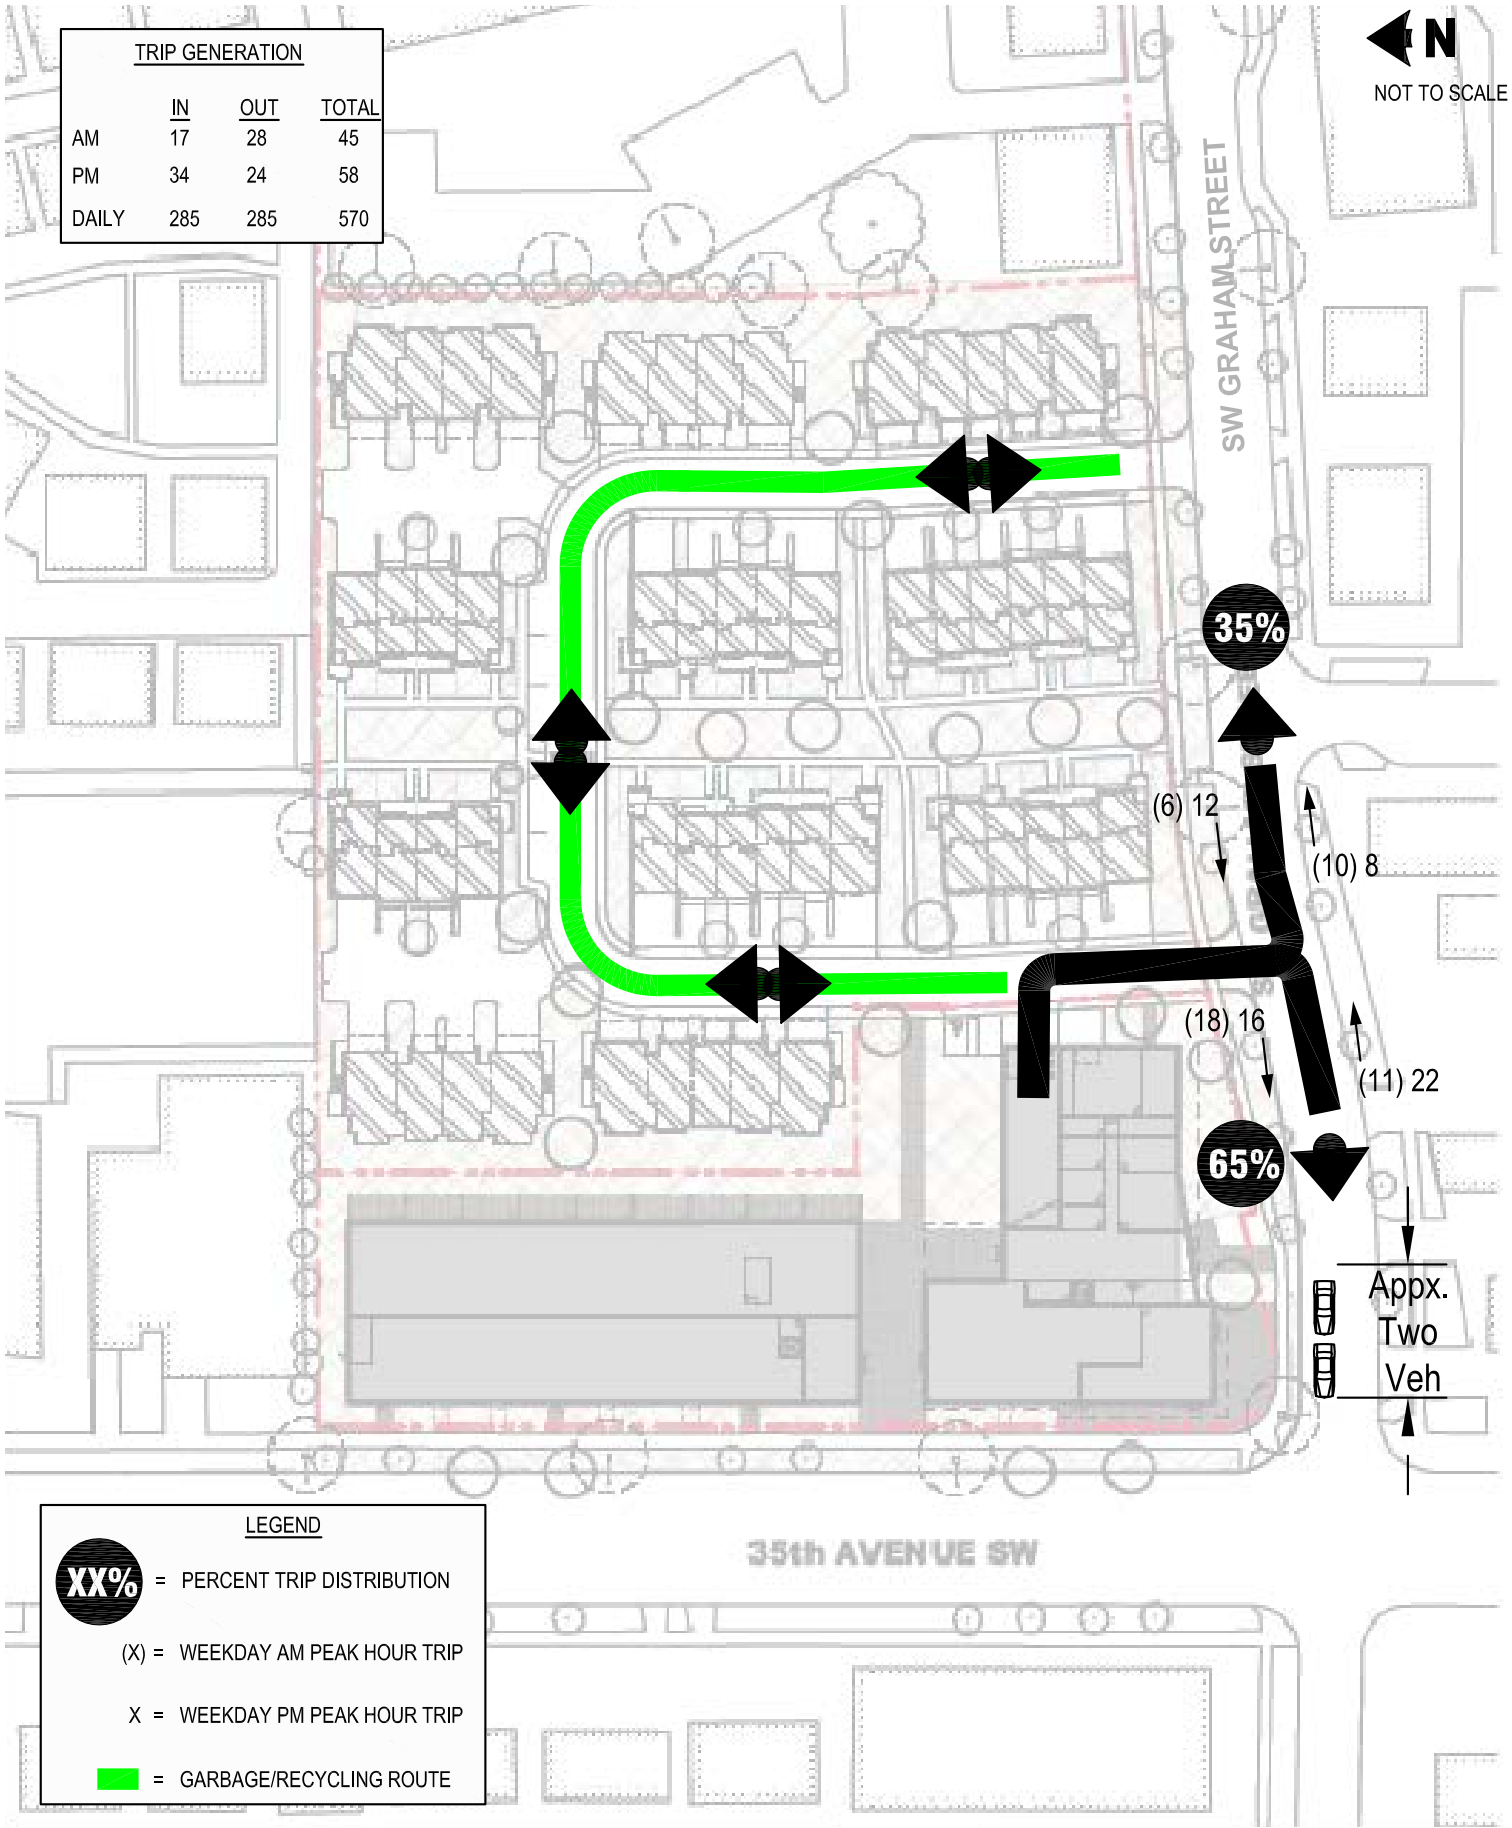 TRIP GENERATION
IN OUT TOTAL
AM 17 28 45
PM 34 24 58
DAILY 285 285 570
N
NOT TO SCALE
SW GRAHAM STREET
35%
(6) 12
(10) 8
(18) 16
(11) 22
65%
Appx.
Two
Veh
35th AVENUE SW
LEGEND
XX% = PERCENT TRIP DISTRIBUTION
(X) = WEEKDAY AM PEAK HOUR TRIP
X = WEEKDAY PM PEAK HOUR TRIP
= GARBAGE/RECYCLING ROUTE